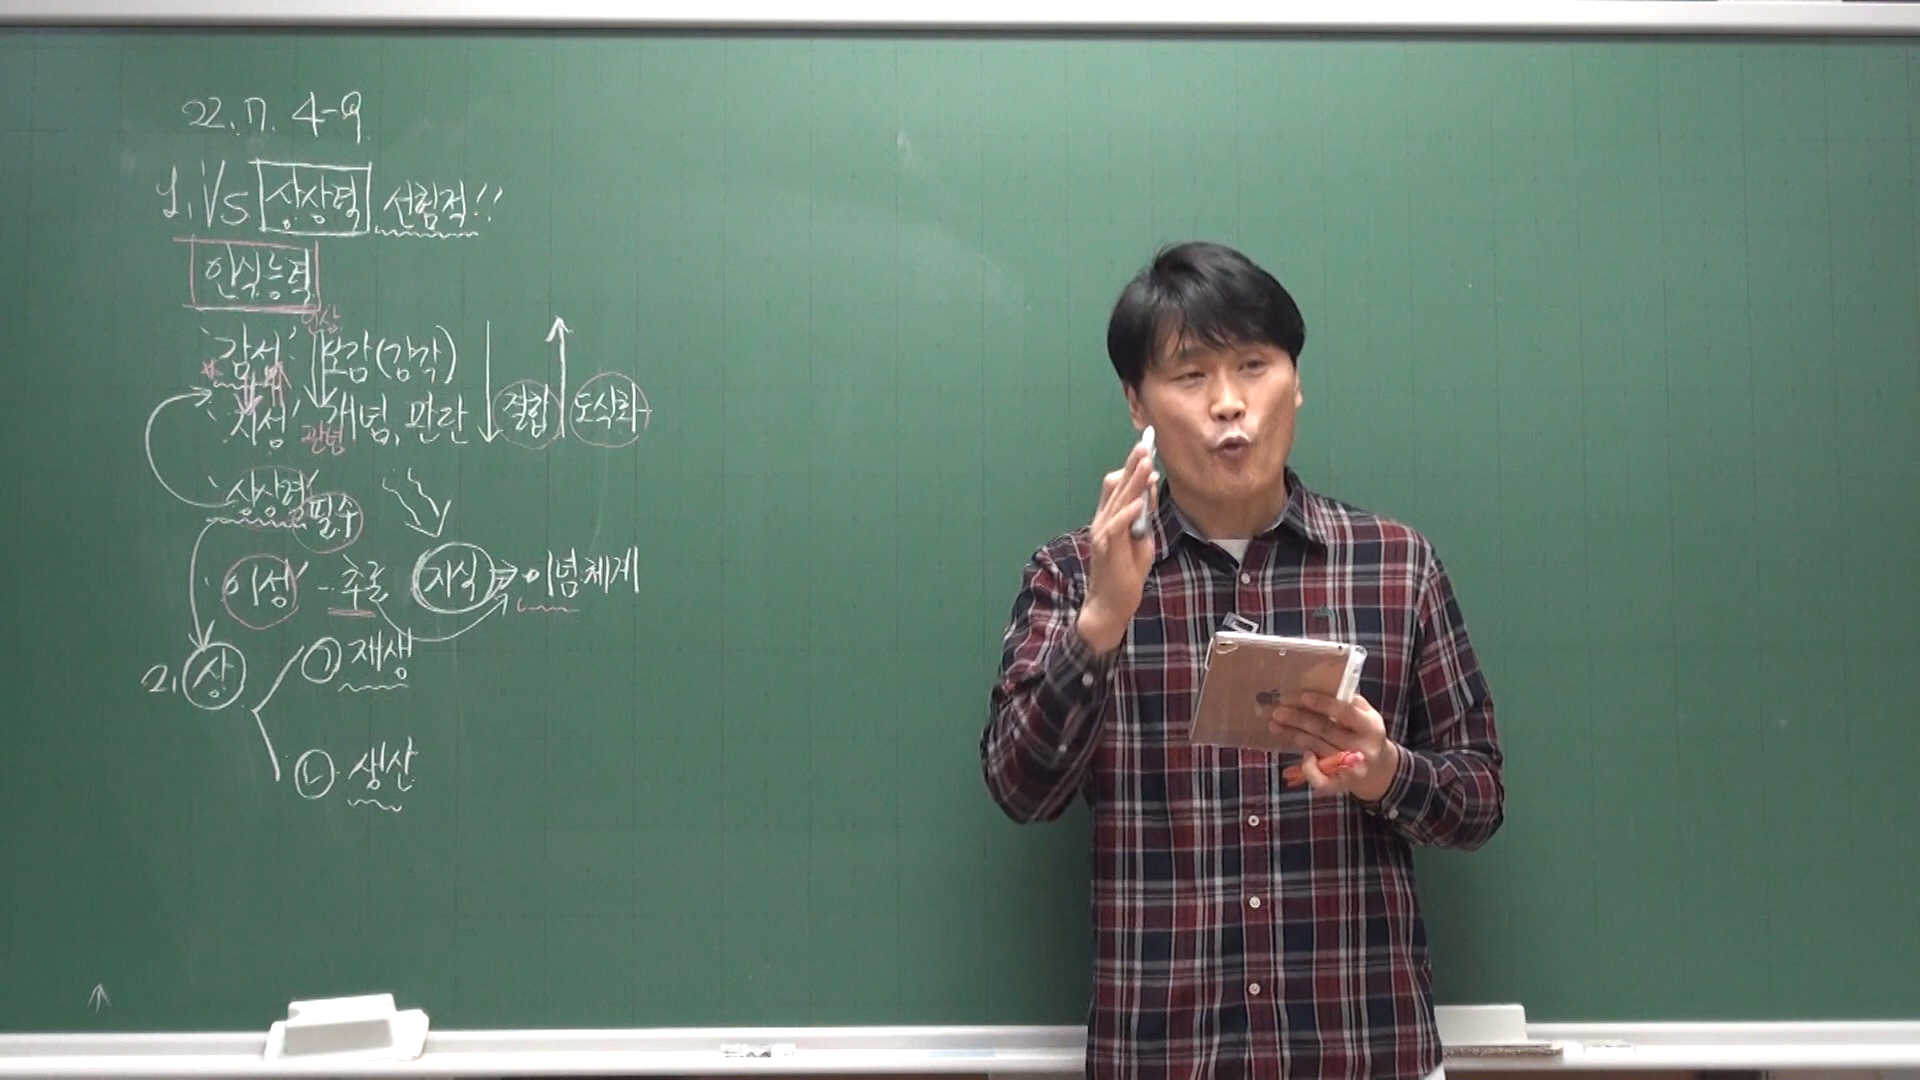 22. 7. 4-9
1. VS 상상력 선험적!!
인식능력
인상
'감성' 오감(감각)
'지성' 개념, 판단 결합 도식화
관념
'상상력' 필수
'이성' - 추론 지식 → 이념체계
2. 상 ① 재생
② 생산